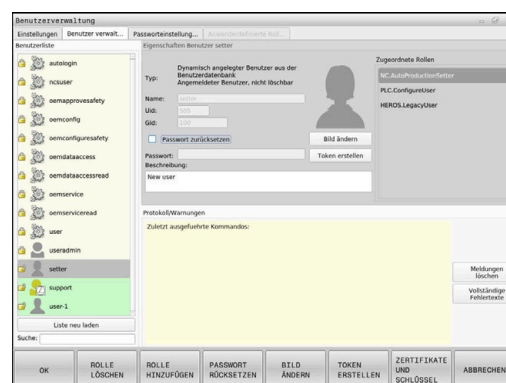 Benutzerverwaltung
Einstellungen
Benutzer verwalt...
Passworteinstellung...
Anwenderdefinierte Rol...
Benutzerliste
autologin
ncsuser
oemapprovesafety
oemconfig
oemconfiguresafety
oemdataaccess
oemdataaccessread
oemservice
oemserviceread
user
useradmin
setter
support
user-1
Liste neu laden
Suche:
Eigenschaften Benutzer setter
Typ:
Dynamisch angelegter Benutzer aus der
Benutzerdatenbank
Angemeldeter Benutzer, nicht
löschbar
Name: setter
Uid: 500
Gid: 100
Passwort zurücksetzen
Passwort:
Bild ändern
Token erstellen
Beschreibung:
New user
Zugeordnete Rollen
NC.AutoProductionSetter
PLC.ConfigureUser
HEROS.LegacyUser
Protokoll/Warnungen
Zuletzt ausgefuehrte Kommandos:
Meldungen
löschen
Vollständige
Fehlertexte
OK
ROLLE
LÖSCHEN
ROLLE
HINZUFÜGEN
PASSWORT
RÜCKSETZEN
BILD
ÄNDERN
TOKEN
ERSTELLEN
ZERTIFIKATE
UND
SCHLÜSSEL
ABBRECHEN